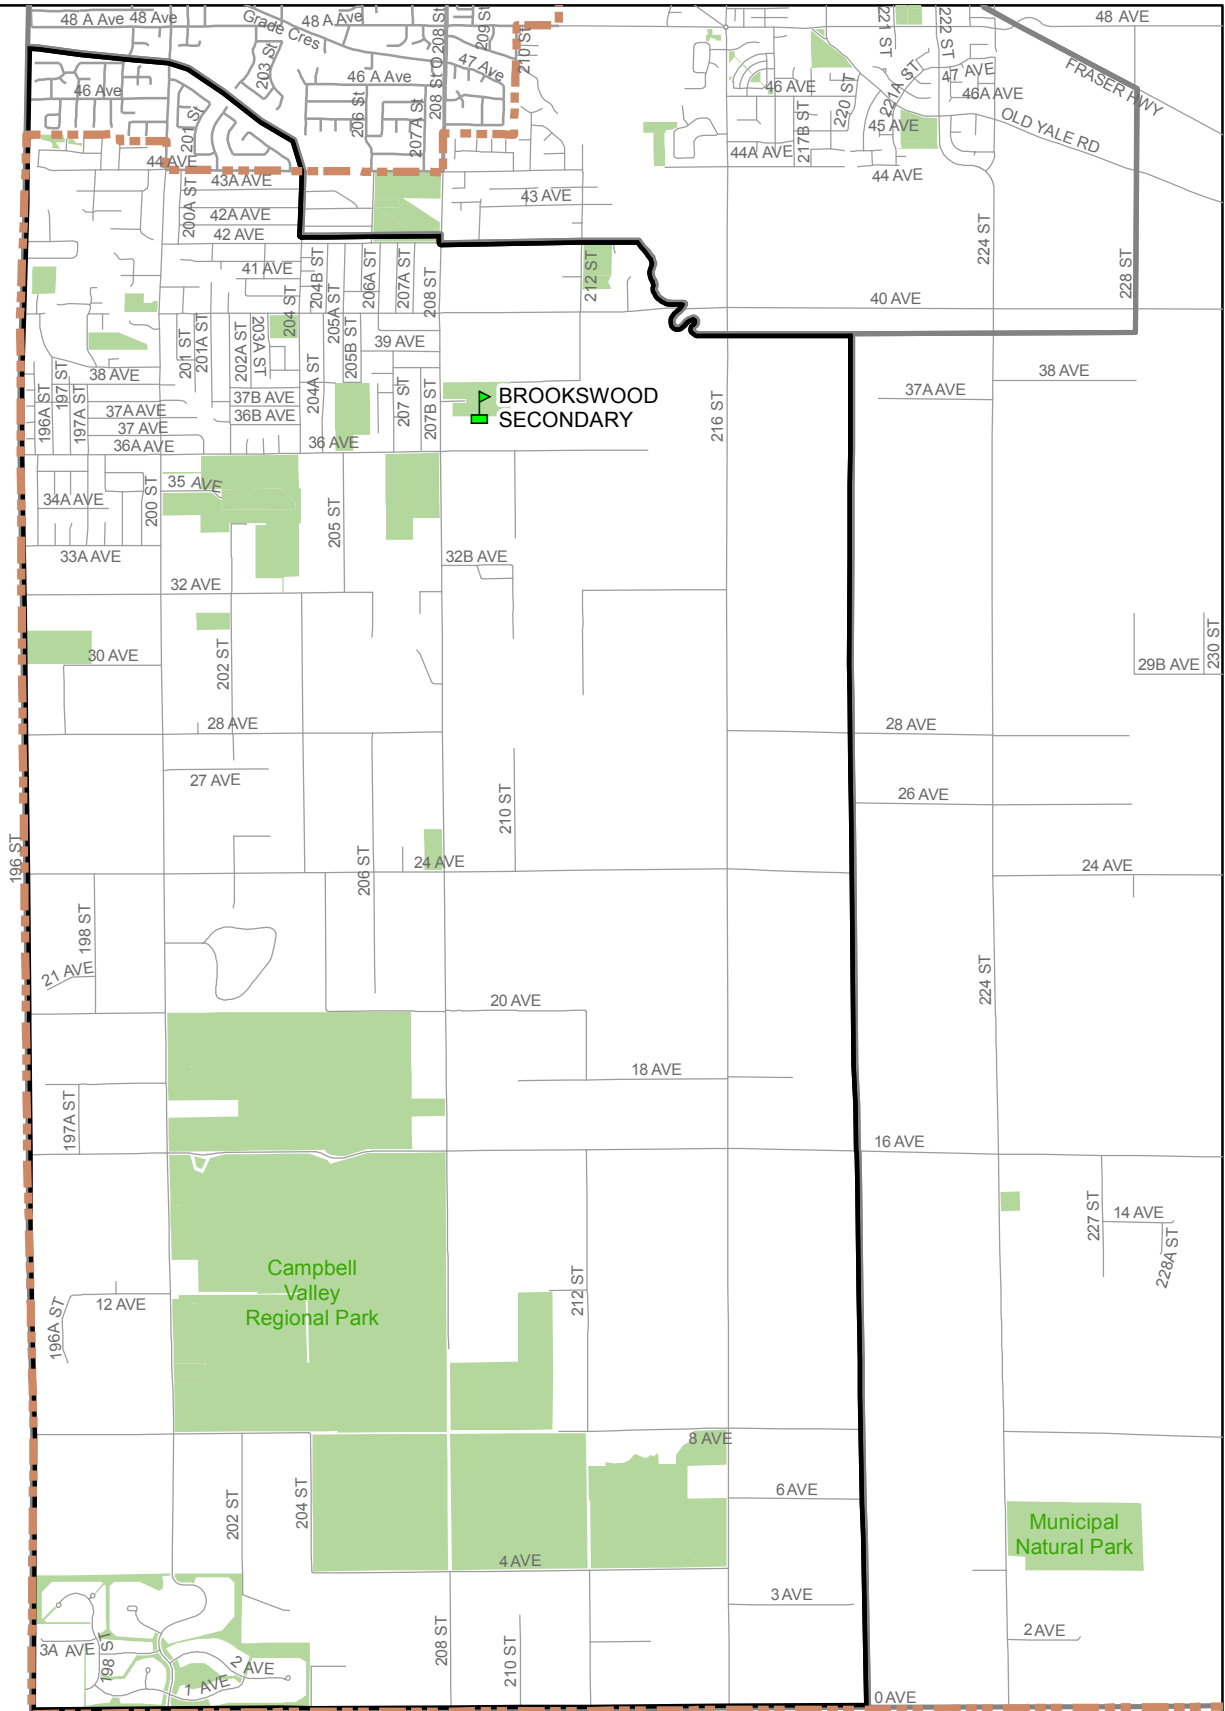 48 A Ave
48 Ave
Grade Cres
48 A Ave
208 St
209 St
210 St
221 ST
222 ST
48 AVE
FRASER HWY
203 St
47 Ave
46 A Ave
46 Ave
206 St
207A St
208 St
201 St
46 AVE
220 ST
221A ST
47 AVE
46A AVE
45 AVE
OLD YALE RD
217B ST
44A AVE
44 AVE
44 AVE
43A AVE
200A ST
42A AVE
42 AVE
43 AVE
224 ST
228 ST
41 AVE
204B ST
206A ST
207A ST
208 ST
212 ST
40 AVE
204 ST
205A ST
201 ST
201A ST
202A ST
203A ST
205B ST
39 AVE
38 AVE
196A ST
197 ST
197A ST
37A AVE
37 AVE
36A AVE
37B AVE
36B AVE
204A ST
36 AVE
207 ST
207B ST
BROOKSWOOD
SECONDARY
216 ST
38 AVE
37A AVE
35 AVE
34A AVE
200 ST
205 ST
33A AVE
32B AVE
32 AVE
30 AVE
202 ST
29B AVE
230 ST
28 AVE
28 AVE
27 AVE
26 AVE
210 ST
196 ST
206 ST
24 AVE
24 AVE
198 ST
21 AVE
224 ST
20 AVE
18 AVE
197A ST
16 AVE
227 ST
14 AVE
228A ST
Campbell
Valley
Regional Park
212 ST
12 AVE
196A ST
8 AVE
6 AVE
202 ST
204 ST
Municipal
Natural Park
4 AVE
3 AVE
208 ST
210 ST
2 AVE
3A AVE
198 ST
2 AVE
1 AVE
0 AVE